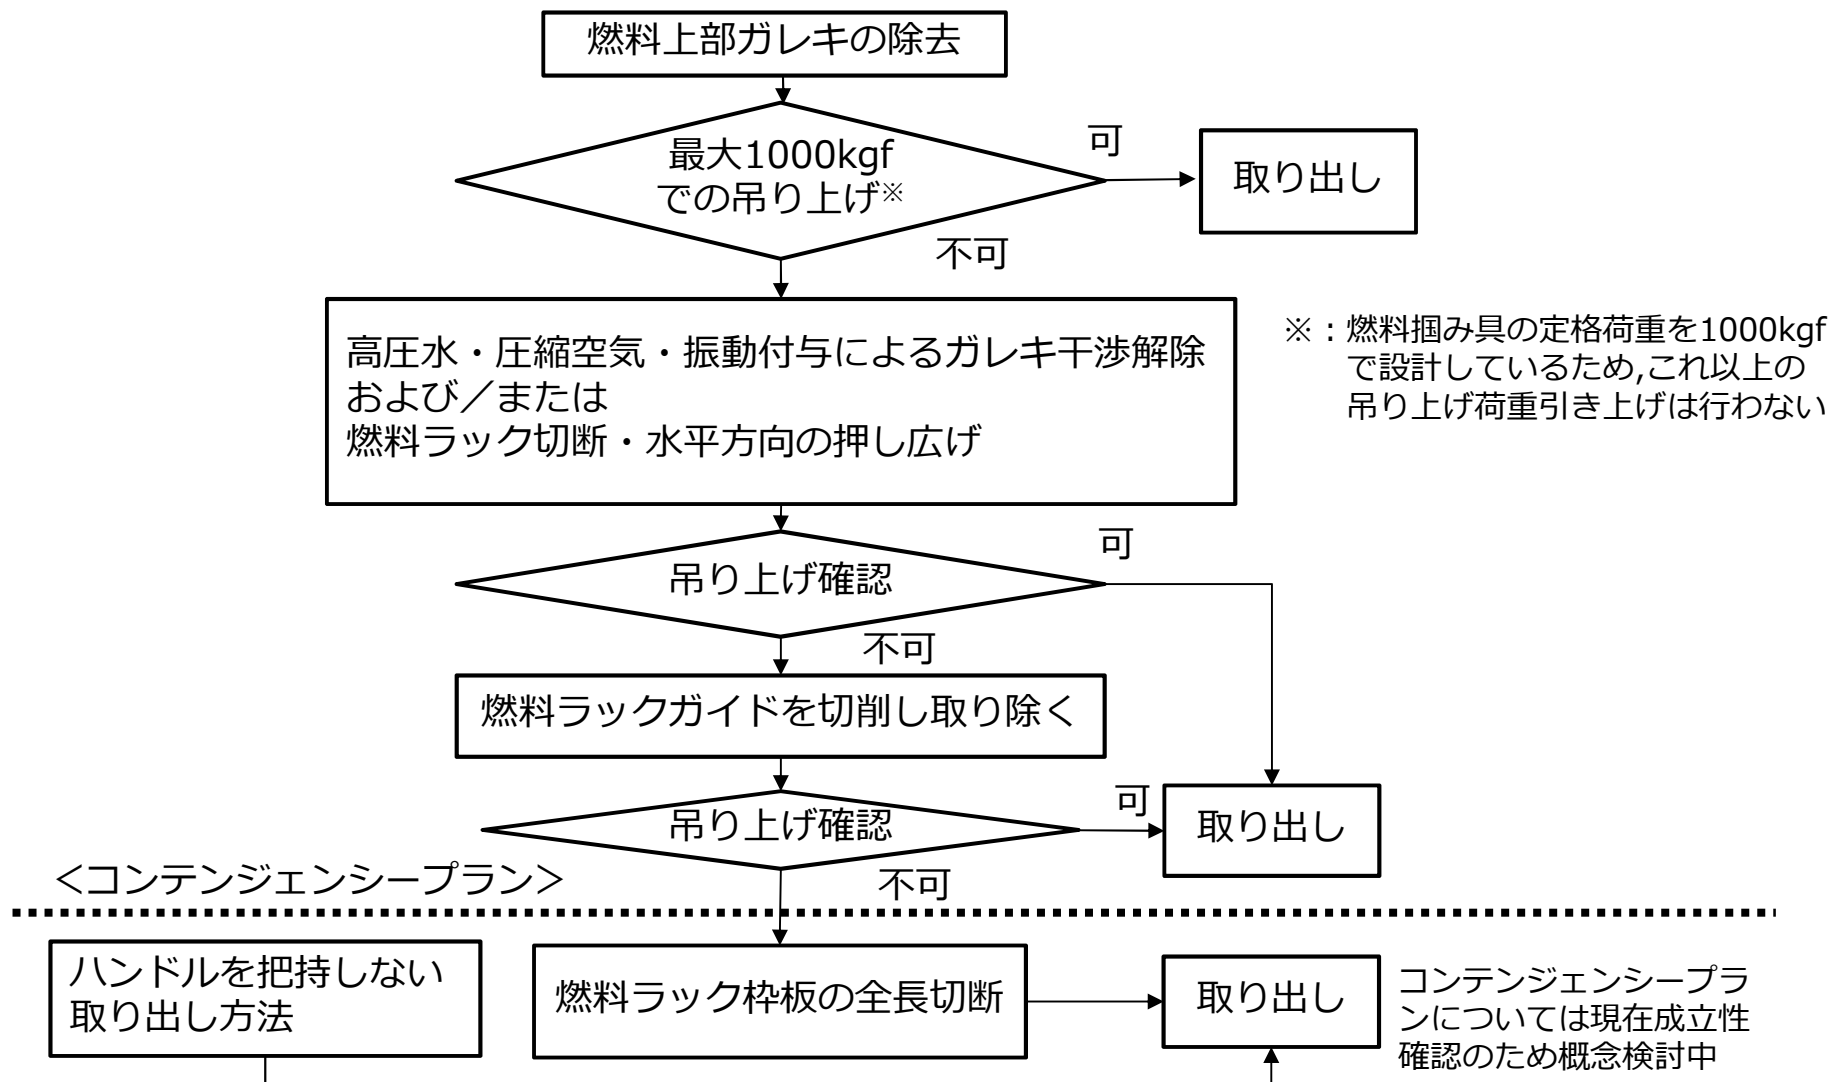 燃料上部ガレキの除去
最大1000kgf
での吊り上げ※
可
取り出し
不可
高圧水・圧縮空気・振動付与によるガレキ干渉解除
および／または
燃料ラック切断・水平方向の押し広げ
※：燃料掴み具の定格荷重を1000kgf
で設計しているため,これ以上の
吊り上げ荷重引き上げは行わない
吊り上げ確認
可
不可
燃料ラックガイドを切削し取り除く
吊り上げ確認
可
取り出し
不可
＜コンテンジェンシープラン＞
ハンドルを把持しない
取り出し方法
燃料ラック枠板の全長切断
取り出し
コンテンジェンシープラ
ンについては現在成立性
確認のため概念検討中